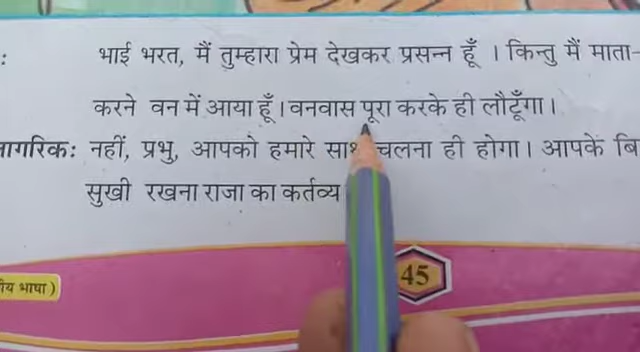 : भाई भरत, मैं तुम्हारा प्रेम देखकर प्रसन्न हूँ । किन्तु मैं माता-
करने वन में आया हूँ । वनवास पूरा करके ही लौटूँगा ।
नागरिक: नहीं, प्रभु, आपको हमारे साथ चलना ही होगा । आपके
सुखी रखना राजा का कर्तव्य
45
भाषा )